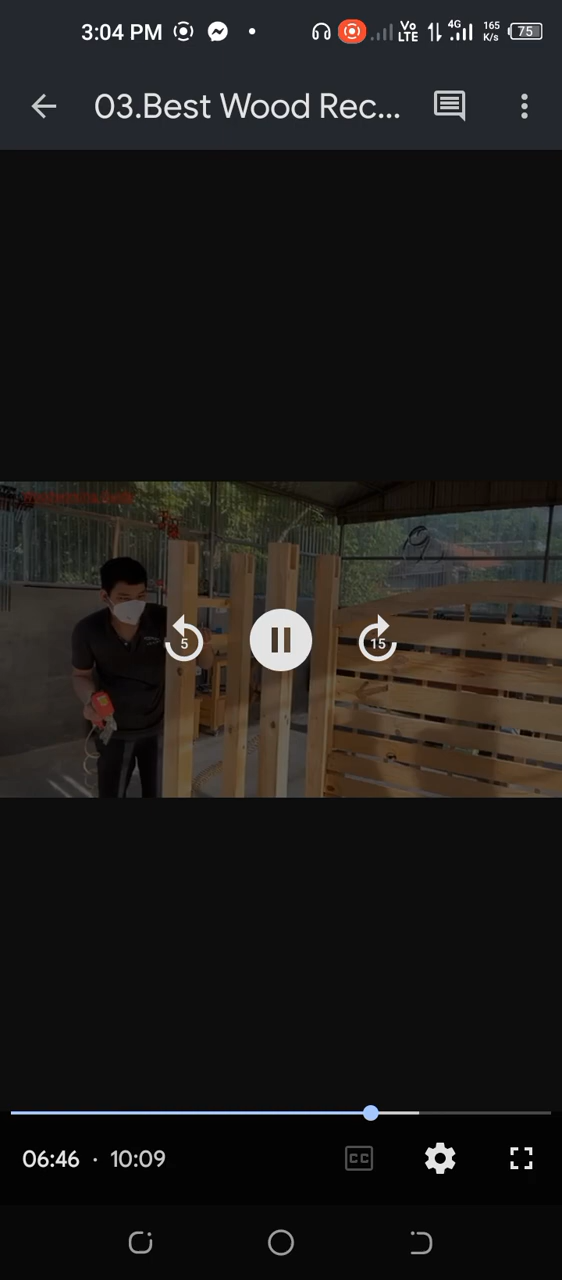 3:04 PM
Vo
LTE
4G
165
K/s
75
03.Best Wood Rec...
5
15
06:46 · 10:09
CC